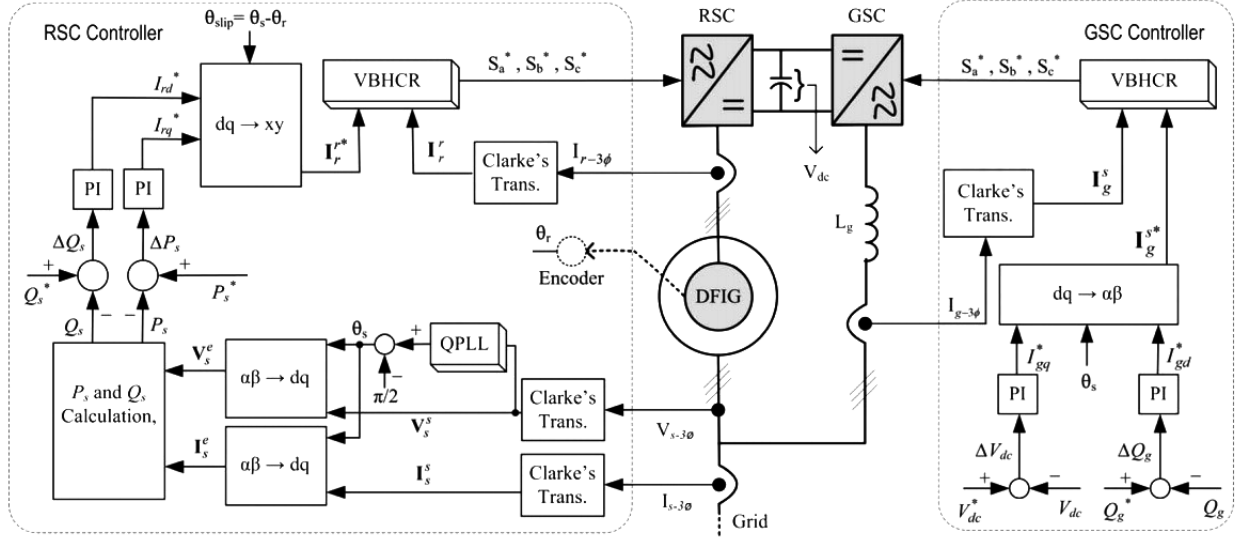 RSC Controller
θslip= θs-θr
RSC
GSC
GSC Controller
Ird*
Irq*
dq → xy
VBHCR
Sa*, Sb*, Sc*
Sa*, Sb*, Sc*
VBHCR
Vdc
PI
PI
Ir^r*
Ir^r
Clarke's
Trans.
Ir-3ϕ
Lg
Clarke's
Trans.
Ig^s
Ig^s*
ΔQs
ΔPs
θr
Encoder
DFIG
dq → αβ
Ig-3ϕ
+
+
Qs*
Ps*
−
−
Qs
Ps
Igq*
θs
Igd*
PI
PI
Ps and Qs
Calculation,
Vs^e
αβ → dq
θs
+
−
π/2
QPLL
Vs^s
Clarke's
Trans.
Vs-3ø
Is^e
αβ → dq
Is^s
Clarke's
Trans.
Is-3ø
Grid
ΔVdc
ΔQg
+
−
+
−
Vdc*
Vdc
Qg*
Qg